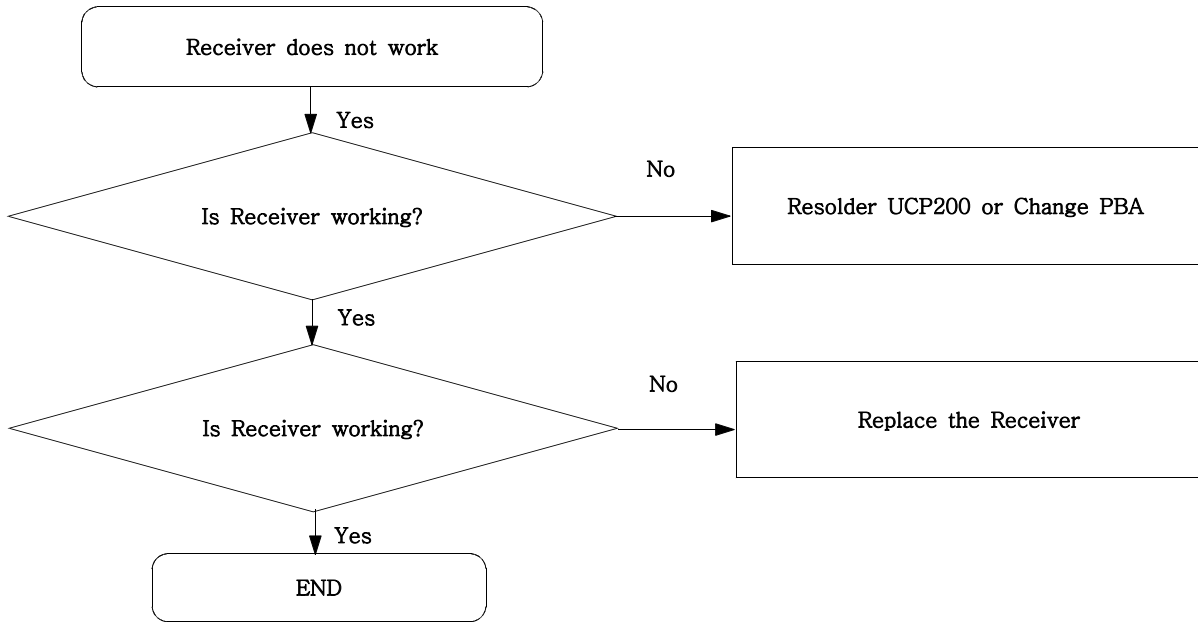 Receiver does not work
Yes
Is Receiver working?
No
Resolder UCP200 or Change PBA
Yes
Is Receiver working?
No
Replace the Receiver
Yes
END